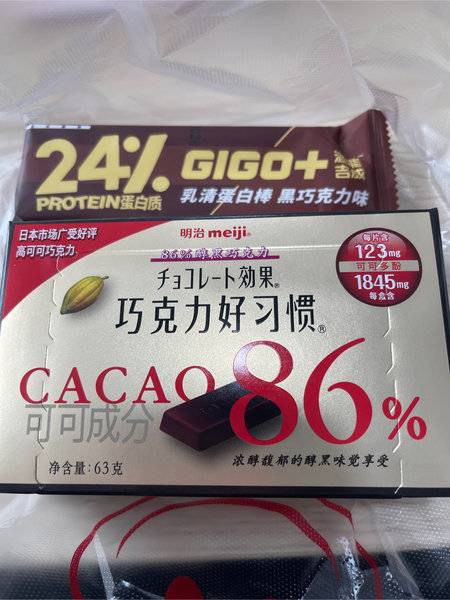 24%
PROTEIN蛋白质
GIGO+
乳清蛋白棒 黑巧克力味
日本市场广受好评
高可可巧克力
明治 meiji
86%醇黑巧克力
チョコレート効果®
巧克力好习惯®
每片含
123mg
可可多酚
1845mg
每盒含
CACAO 86%
可可成分
净含量:63克
浓醇馥郁的醇黑味觉享受